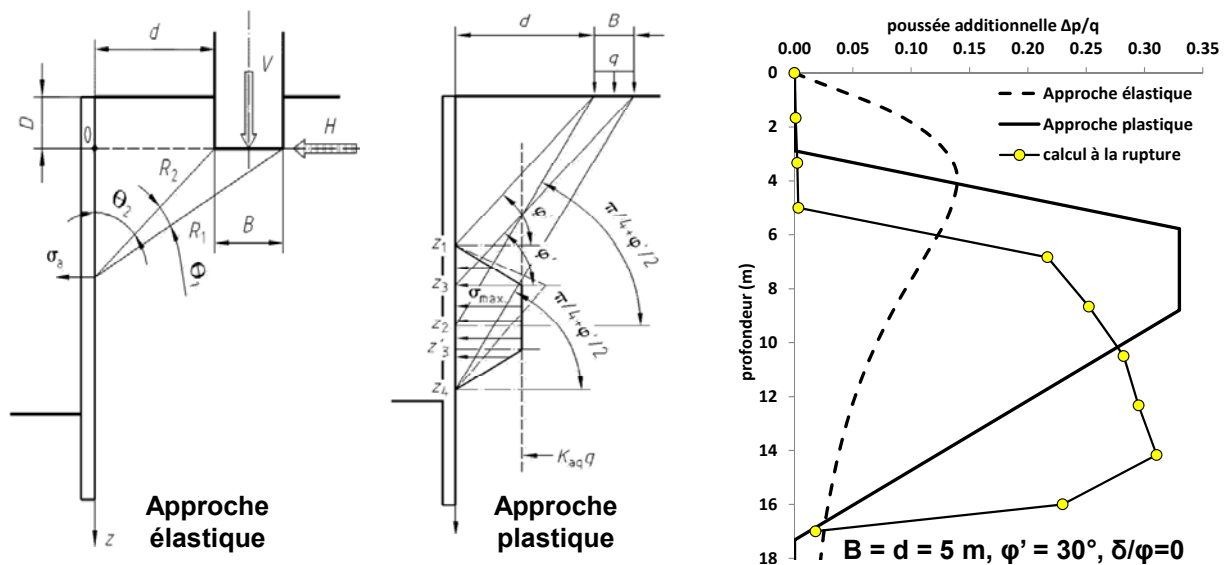 d
V
D
0
H
R₂
θ₂
R₁
B
σa
θ₁
z
Approche
élastique
d
B
q
φ'
π/4+φ'/2
z₁
φ'
z₃
σmax.
π/4+φ'/2
z₂
z'₃
z₄
Kaq q
Approche
plastique
poussée additionnelle Δp/q
0.00 0.05 0.10 0.15 0.20 0.25 0.30 0.35
0
2
4
6
8
10
12
14
16
18
profondeur (m)
Approche élastique
Approche plastique
calcul à la rupture
B = d = 5 m, φ' = 30°, δ/φ=0